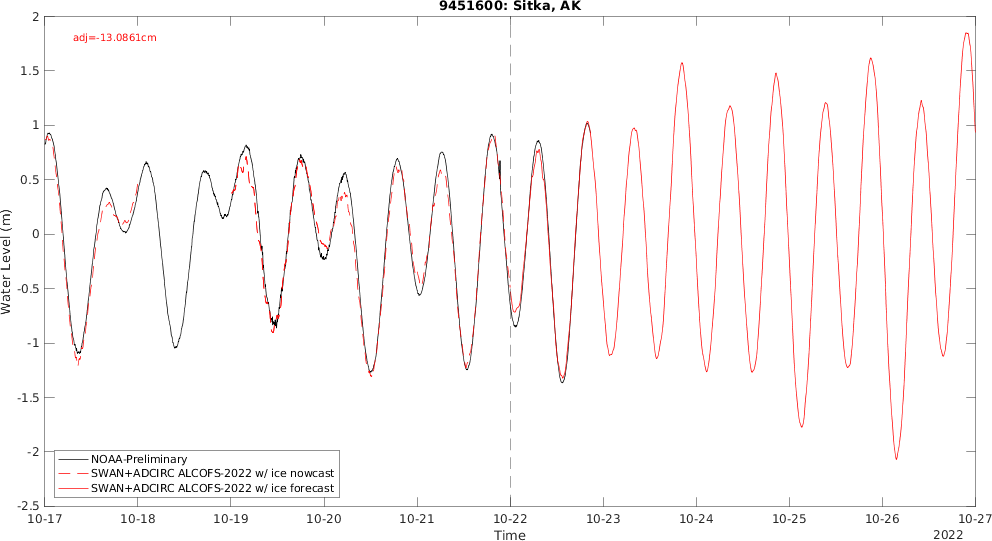 9451600: Sitka, AK
adj=-13.0861cm
2
1.5
1
0.5
0
-0.5
-1
-1.5
-2
-2.5
Water Level (m)
NOAA-Preliminary
SWAN+ADCIRC ALCOFS-2022 w/ ice nowcast
SWAN+ADCIRC ALCOFS-2022 w/ ice forecast
10-17 10-18 10-19 10-20 10-21 10-22 10-23 10-24 10-25 10-26 10-27
Time
2022